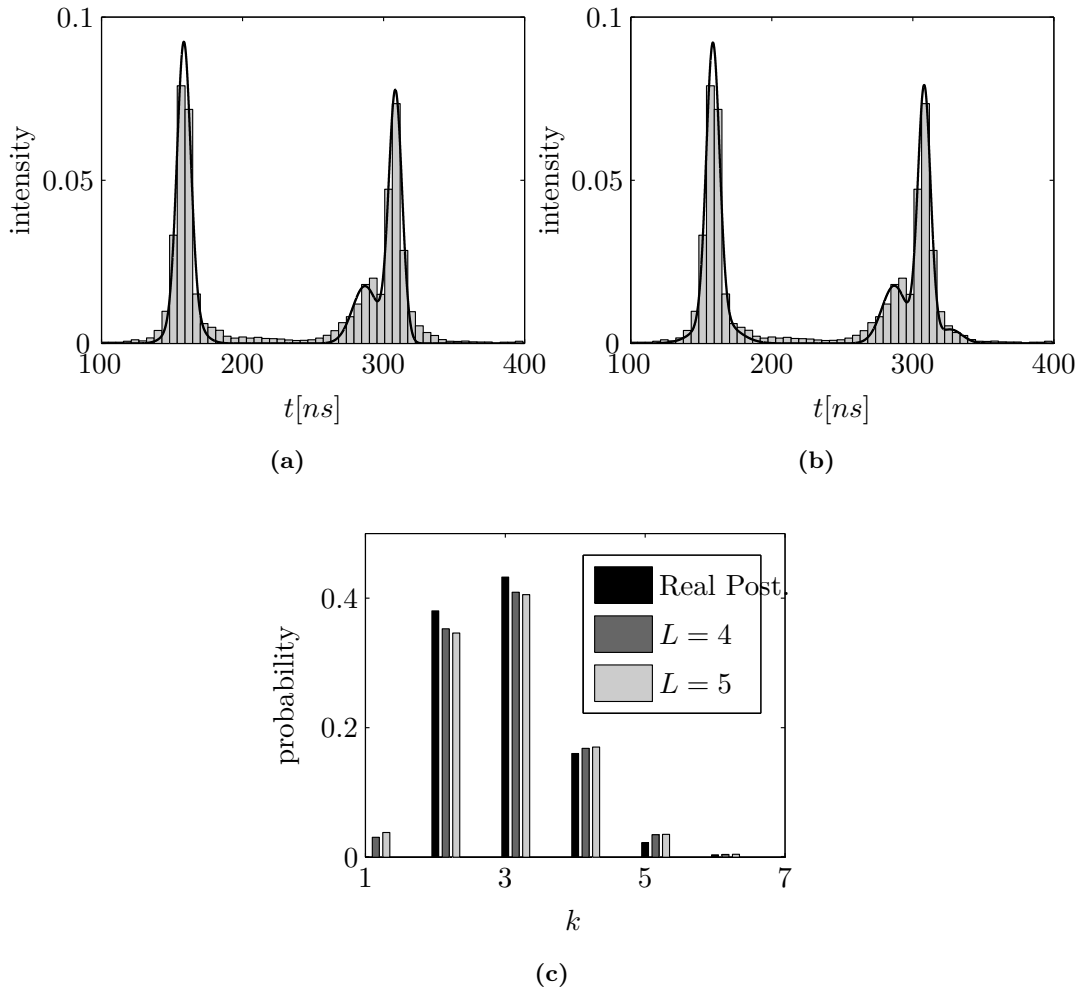 0.1
0.05
0
intensity
100 200 300 400
t[ns]
(a)
0.1
0.05
0
intensity
100 200 300 400
t[ns]
(b)
0.4
0.2
0
probability
Real Post.
L = 4
L = 5
1 3 5 7
k
(c)